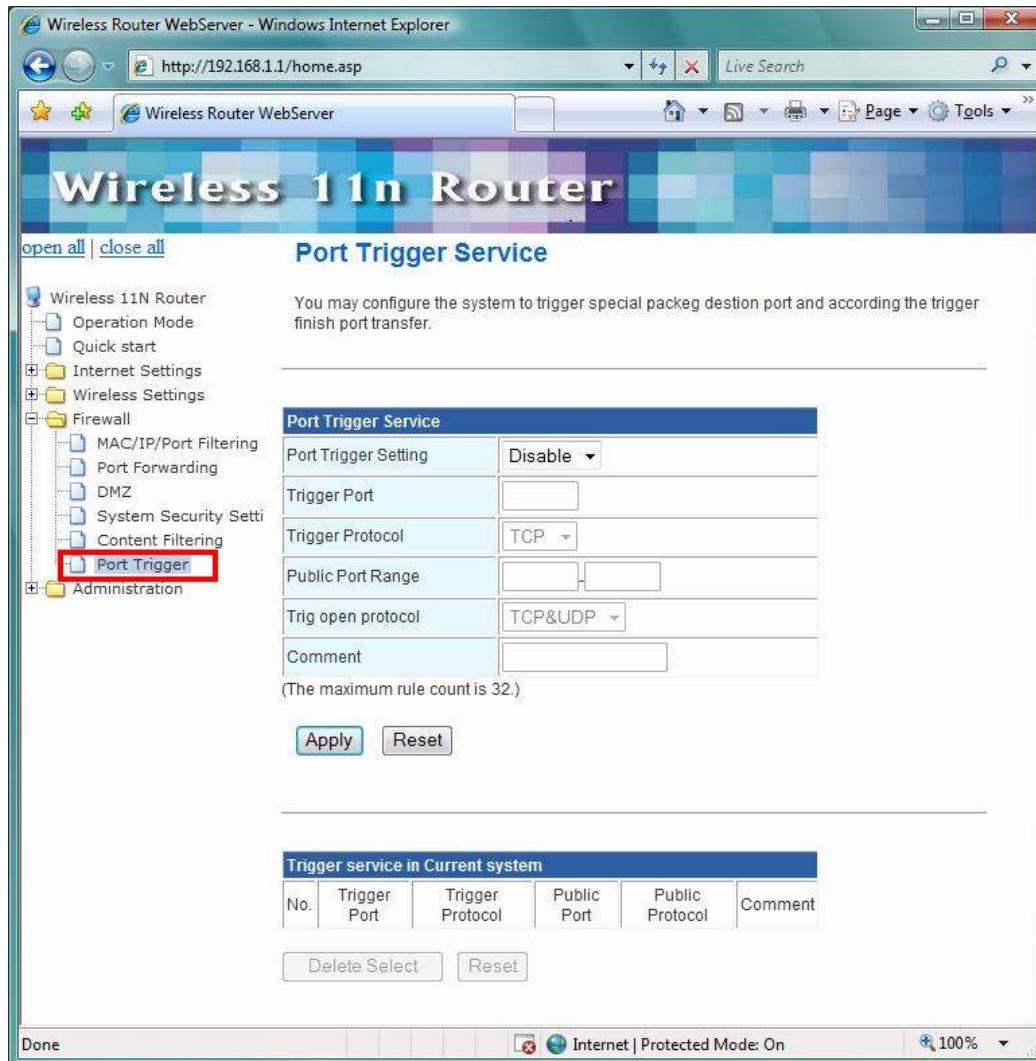 Wireless Router WebServer - Windows Internet Explorer
http://192.168.1.1/home.asp
Live Search
Wireless Router WebServer
Page
Tools
Wireless 11n Router
open all | close all
Wireless 11N Router
Operation Mode
Quick start
Internet Settings
Wireless Settings
Firewall
MAC/IP/Port Filtering
Port Forwarding
DMZ
System Security Setti
Content Filtering
Port Trigger
Administration
Port Trigger Service
You may configure the system to trigger special packeg destion port and according the trigger
finish port transfer.
Port Trigger Service
Port Trigger Setting Disable
Trigger Port
Trigger Protocol TCP
Public Port Range -
Trig open protocol TCP&UDP
Comment
(The maximum rule count is 32.)
Apply Reset
Trigger service in Current system
No. Trigger Port Trigger Protocol Public Port Public Protocol Comment
Delete Select Reset
Done Internet | Protected Mode: On 100%